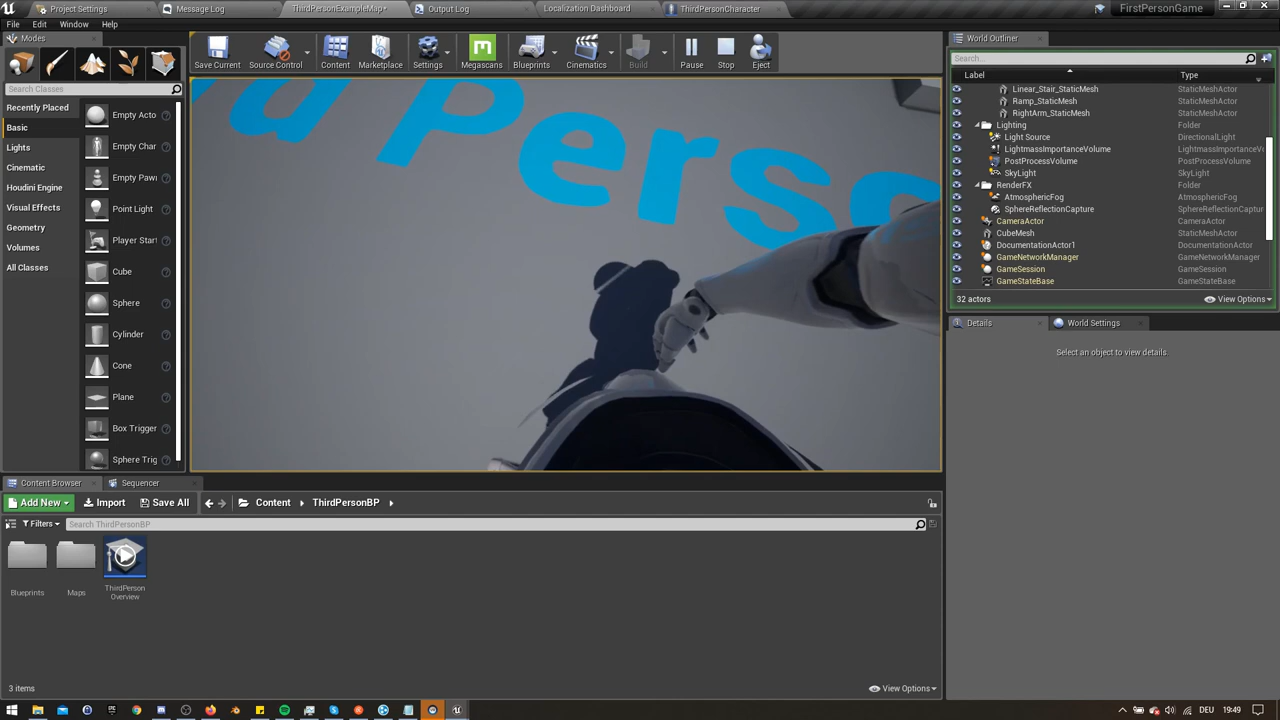 Project Settings
Message Log
ThirdPersonExampleMap*
Output Log
Localization Dashboard
ThirdPersonCharacter
FirstPersonGame
File Edit Window Help
Modes
Search Classes
Recently Placed
Basic
Lights
Cinematic
Houdini Engine
Visual Effects
Geometry
Volumes
All Classes
Empty Acto
Empty Char
Empty Pawn
Point Light
Player Start
Cube
Sphere
Cylinder
Cone
Plane
Box Trigger
Sphere Trig
Save Current
Source Control
Content
Marketplace
Settings
Megascans
Blueprints
Cinematics
Build
Pause
Stop
Eject
d Perso
World Outliner
Search...
Label Type
Linear_Stair_StaticMesh StaticMeshActor
Ramp_StaticMesh StaticMeshActor
RightArm_StaticMesh StaticMeshActor
Lighting Folder
Light Source DirectionalLight
LightmassImportanceVolume LightmassImportanceVo
PostProcessVolume PostProcessVolume
SkyLight SkyLight
RenderFX Folder
AtmosphericFog AtmosphericFog
SphereReflectionCapture SphereReflectionCaptur
CameraActor CameraActor
CubeMesh StaticMeshActor
DocumentationActor1 DocumentationActor
GameNetworkManager GameNetworkManager
GameSession GameSession
GameStateBase GameStateBase
32 actors View Options
Details
World Settings
Select an object to view details.
Content Browser
Sequencer
Add New Import Save All Content ThirdPersonBP
Filters Search ThirdPersonBP
Blueprints
Maps
ThirdPerson
Overview
3 items View Options
DEU 19:49